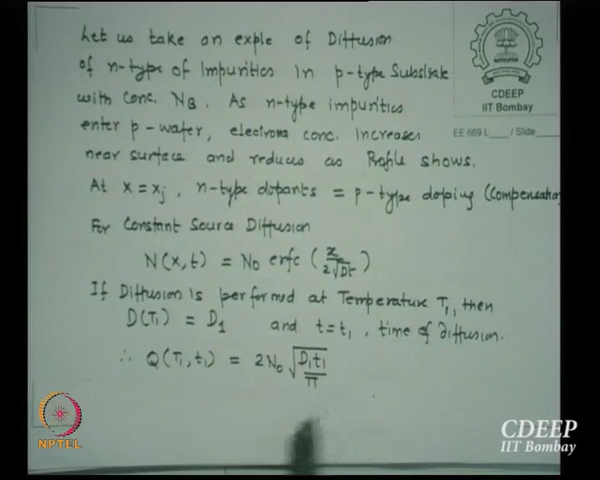 Let us take an exple of Diffusion
of n-type of Impurities in p-type Substrate
with conc. NB. As n-type impurities
enter p-wafer, electrons conc. increases
near surface and reduces as Profile shows.
At x = xj, n-type dopants = p-type doping (Compensation
For Constant Source Diffusion
N(x,t) = N0 erfc (x/2√Dt)
If Diffusion is performed at Temperature T1, then
D(T1) = D1 and t = t1, time of diffusion.
∴ Q(T1, t1) = 2N0 √(D1t1/π)
CDEEP
IIT Bombay
EE 669 L___/ Slide___
NPTEL
CDEEP
IIT Bombay